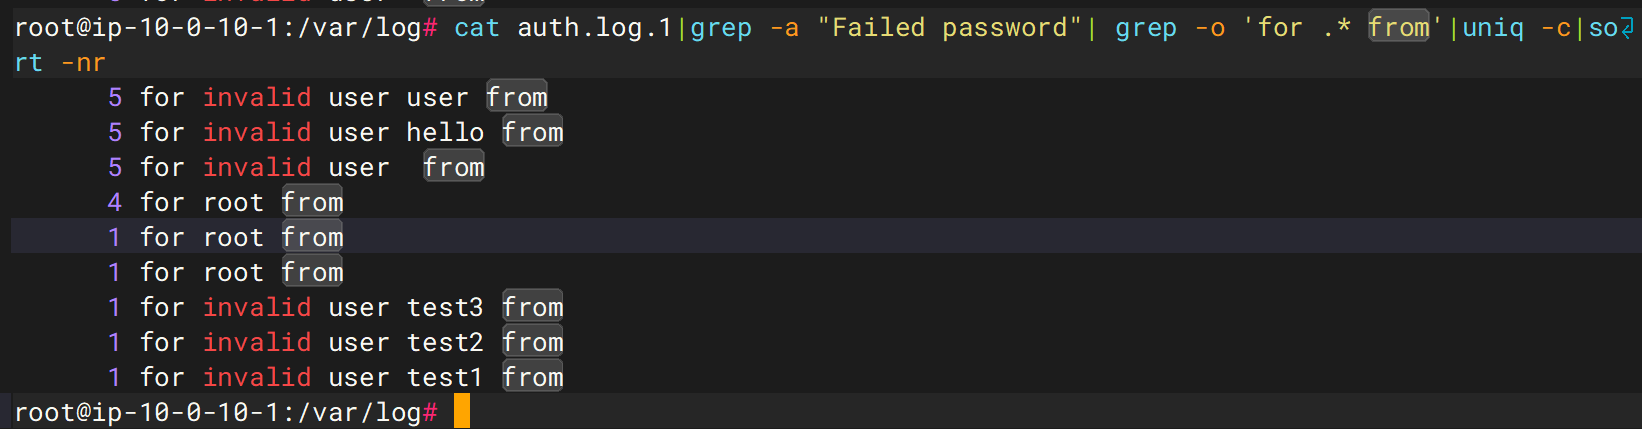 root@ip-10-0-10-1:/var/log# cat auth.log.1|grep -a "Failed password"| grep -o 'for .* from'|uniq -c|so
rt -nr
5 for invalid user user from
5 for invalid user hello from
5 for invalid user  from
4 for root from
1 for root from
1 for root from
1 for invalid user test3 from
1 for invalid user test2 from
1 for invalid user test1 from
root@ip-10-0-10-1:/var/log#